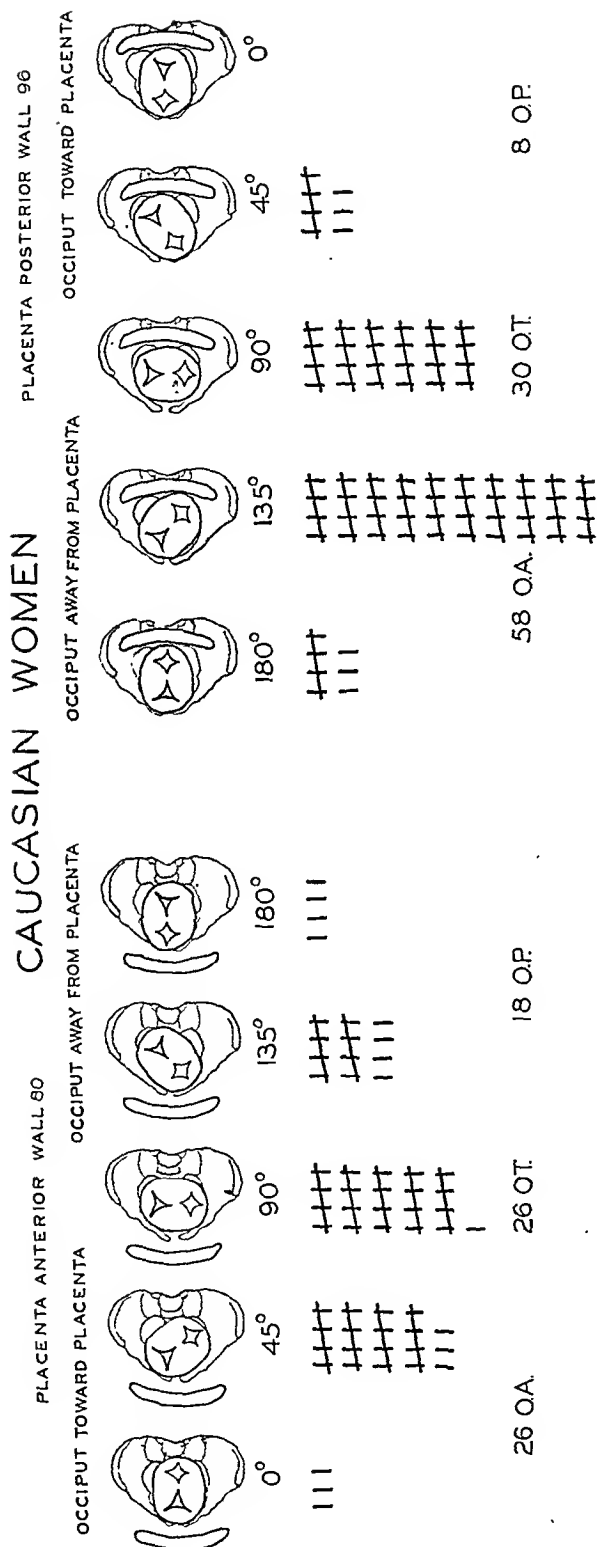 CAUCASIAN WOMEN
PLACENTA ANTERIOR WALL 80
PLACENTA POSTERIOR WALL 96
OCCIPUT TOWARD PLACENTA
OCCIPUT AWAY FROM PLACENTA
OCCIPUT AWAY FROM PLACENTA
OCCIPUT TOWARD PLACENTA
0° 45° 90° 135° 180° 180° 135° 90° 45° 0°
26 O.A. 26 O.T. 18 O.P. 58 O.A. 30 O.T. 8 O.P.